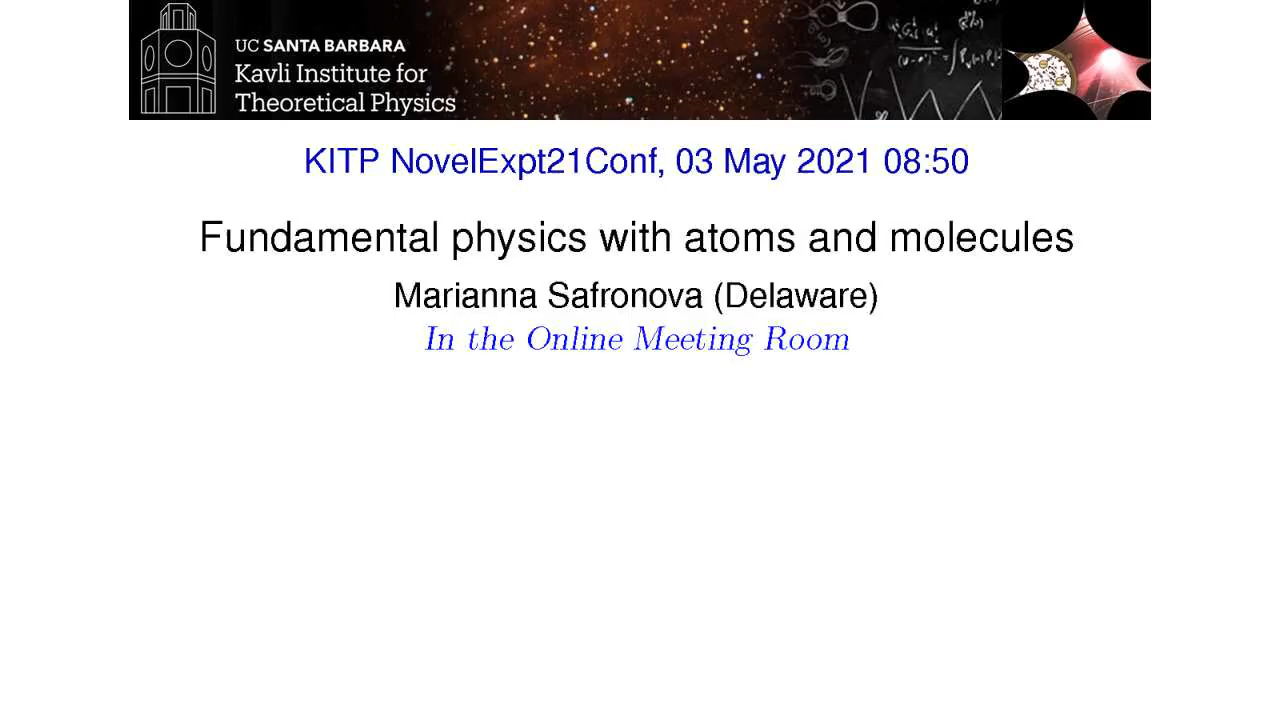 UC SANTA BARBARA
Kavli Institute for
Theoretical Physics
KITP NovelExpt21Conf, 03 May 2021 08:50
Fundamental physics with atoms and molecules
Marianna Safronova (Delaware)
In the Online Meeting Room